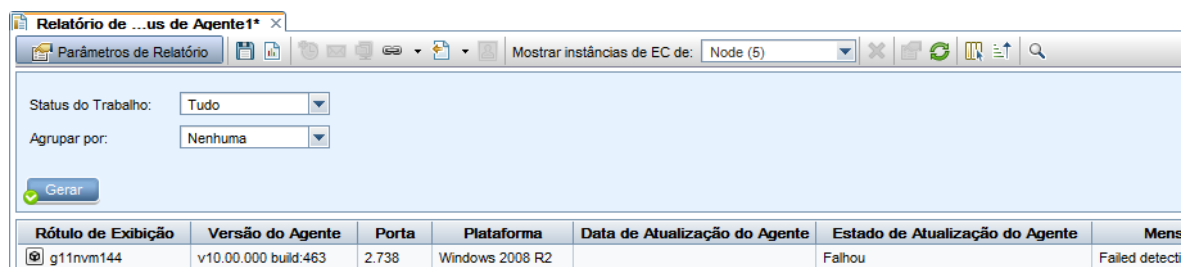 Relatório de ...us de Agente1*
Parâmetros de Relatório Mostrar instâncias de EC de: Node (5)
Status do Trabalho: Tudo
Agrupar por: Nenhuma
Gerar
Rótulo de Exibição Versão do Agente Porta Plataforma Data de Atualização do Agente Estado de Atualização do Agente Mens
g11nvm144 v10.00.000 build:463 2.738 Windows 2008 R2 Falhou Failed detecti